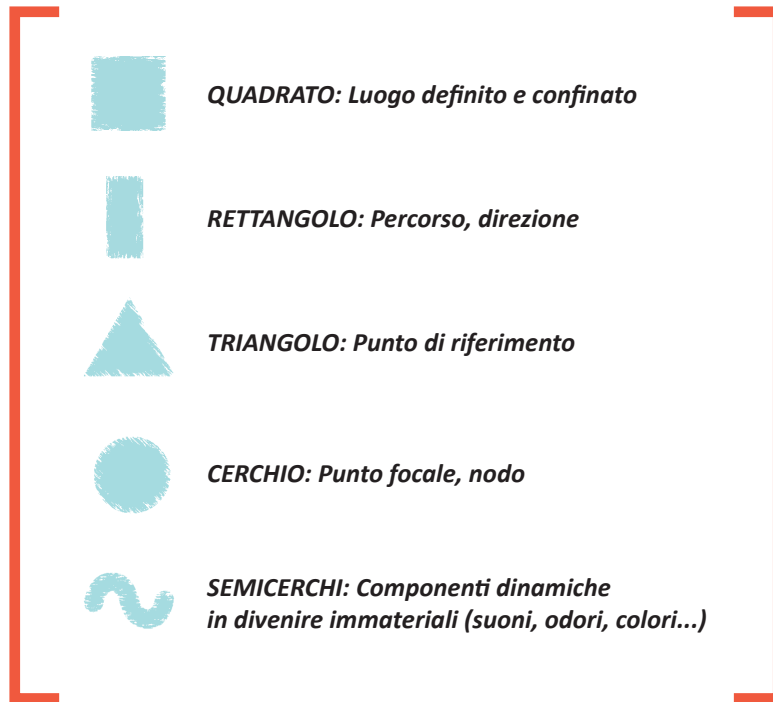 QUADRATO: Luogo definito e confinato
RETTANGOLO: Percorso, direzione
TRIANGOLO: Punto di riferimento
CERCHIO: Punto focale, nodo
SEMICERCHI: Componenti dinamiche
in divenire immateriali (suoni, odori, colori...)